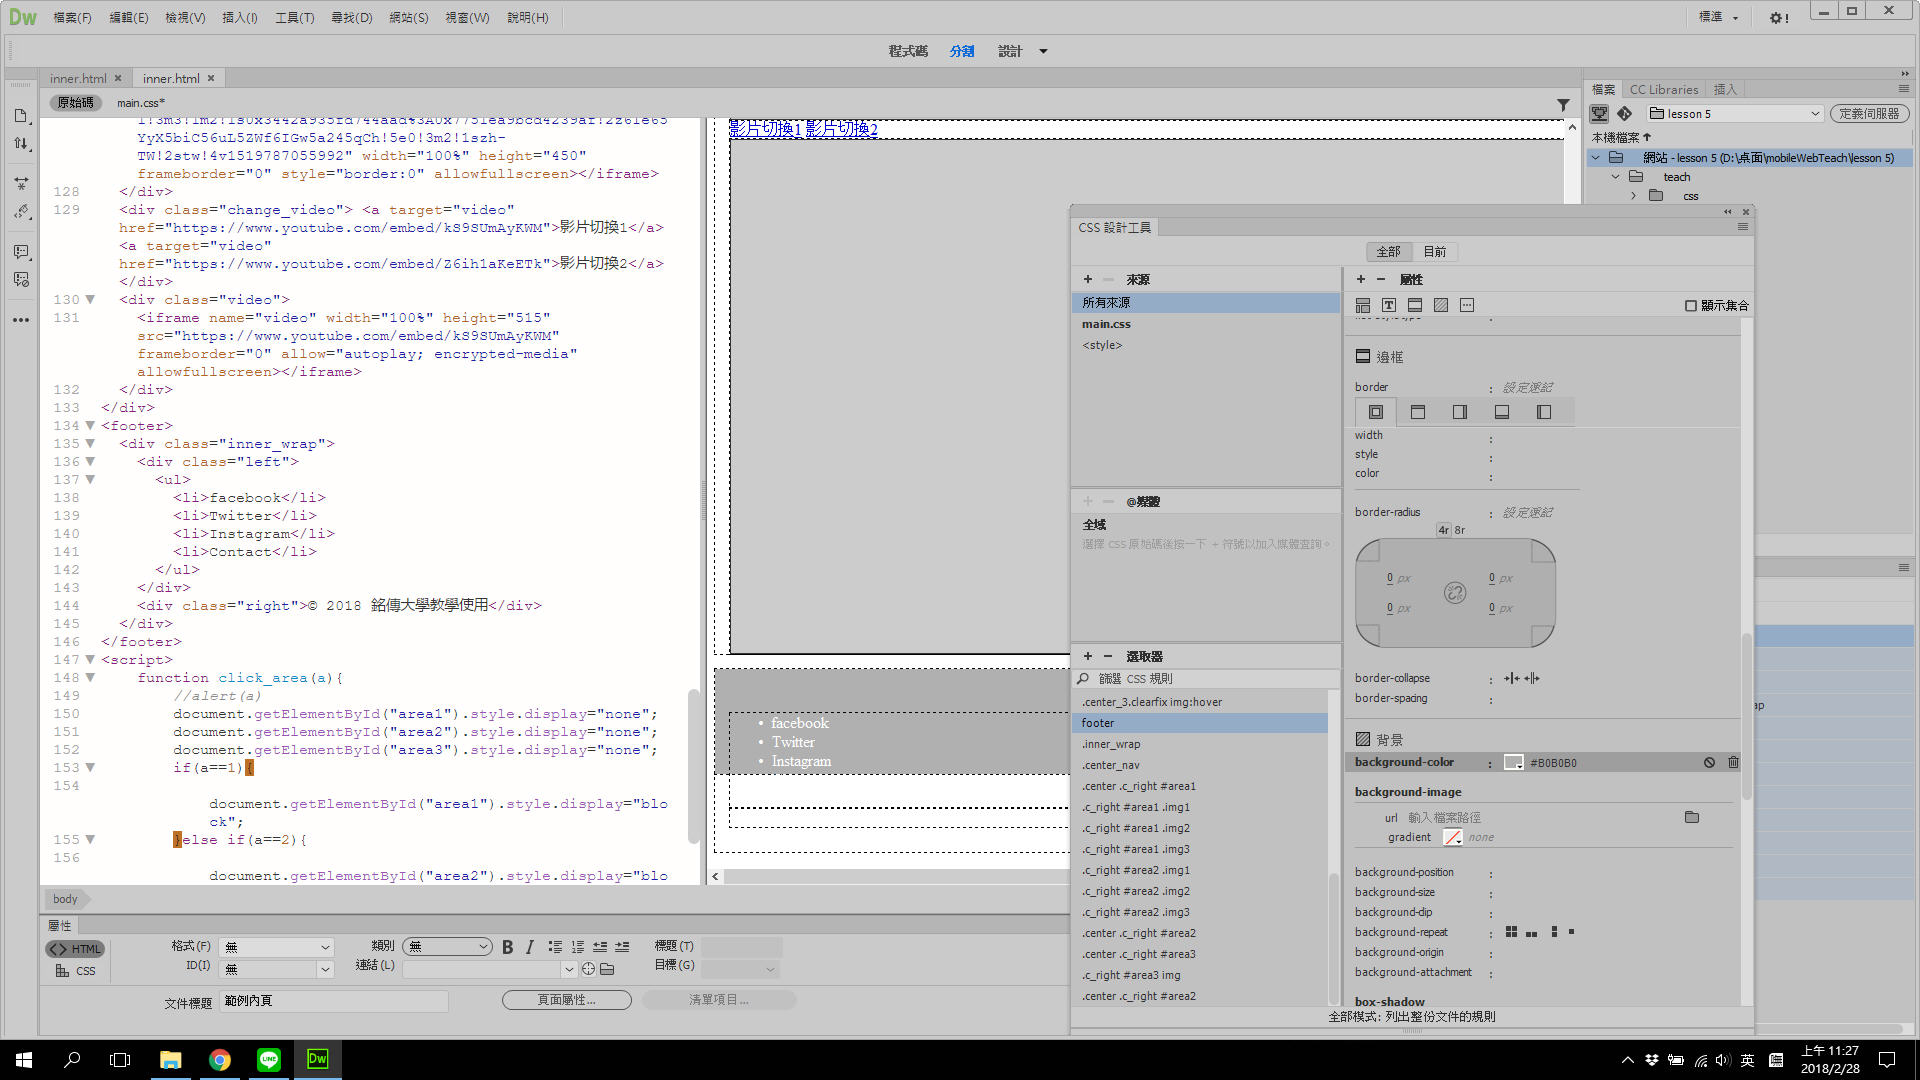 Dw 檔案(F) 編輯(E) 檢視(V) 插入(I) 工具(T) 尋找(D) 網站(S) 視窗(W) 說明(H) 標準
程式碼 分割 設計
inner.html × inner.html ×
原始碼 main.css*
YyX5biC56uL5ZWf6IGw5a245qCh!5e0!3m2!1szh-
TW!2stw!4v1519787055992" width="100%" height="450"
frameborder="0" style="border:0" allowfullscreen></iframe>
128 </div>
129 <div class="change_video"> <a target="video"
href="https://www.youtube.com/embed/kS9SUmAyKWM">影片切換1</a>
<a target="video"
href="https://www.youtube.com/embed/Z6ih1aKeETk">影片切換2</a>
</div>
130 <div class="video">
131 <iframe name="video" width="100%" height="515"
src="https://www.youtube.com/embed/kS9SUmAyKWM"
frameborder="0" allow="autoplay; encrypted-media"
allowfullscreen></iframe>
132 </div>
133 </div>
134 <footer>
135 <div class="inner_wrap">
136 <div class="left">
137 <ul>
138 <li>facebook</li>
139 <li>Twitter</li>
140 <li>Instagram</li>
141 <li>Contact</li>
142 </ul>
143 </div>
144 <div class="right">© 2018 銘傳大學教學使用</div>
145 </div>
146 </footer>
147 <script>
148 function click_area(a){
149 //alert(a)
150 document.getElementById("area1").style.display="none";
151 document.getElementById("area2").style.display="none";
152 document.getElementById("area3").style.display="none";
153 if(a==1){
154
document.getElementById("area1").style.display="blo
ck";
155 }else if(a==2){
156
document.getElementById("area2").style.display="blo
body
影片切換1 影片切換2
• facebook
• Twitter
• Instagram
CSS 設計工具
全部 目前
+ − 來源
所有來源
main.css
<style>
+ − @媒體
全域
選擇 CSS 原始碼後按一下 + 符號以加入媒體查詢。
+ − 選取器
篩選 CSS 規則
.center_3.clearfix img:hover
footer
.inner_wrap
.center_nav
.center .c_right #area1
.c_right #area1 .img1
.c_right #area1 .img2
.c_right #area1 .img3
.c_right #area2 .img1
.c_right #area2 .img2
.c_right #area2 .img3
.center .c_right #area2
.center .c_right #area3
.c_right #area3 img
.center .c_right #area2
+ − 屬性
顯示集合
邊框
border : 設定速記
width :
style :
color :
border-radius : 設定速記
4r 8r
0 px 0 px
0 px 0 px
border-collapse :
border-spacing :
背景
background-color : #B0B0B0
background-image
url 輸入檔案路徑
gradient none
background-position :
background-size :
background-clip :
background-repeat :
background-origin :
background-attachment :
box-shadow
全部模式: 列出整份文件的規則
檔案 CC Libraries 插入
lesson 5 定義伺服器
本機檔案 ↑
網站 - lesson 5 (D:\桌面\mobileWebTeach\lesson 5)
teach
css
屬性
<> HTML 格式(F) 無 類別 無 B I 標題(T)
CSS ID(I) 無 連結(L) 目標(G)
文件標題 範例內頁 頁面屬性... 清單項目...
LINE
Dw
英
上午 11:27
2018/2/28